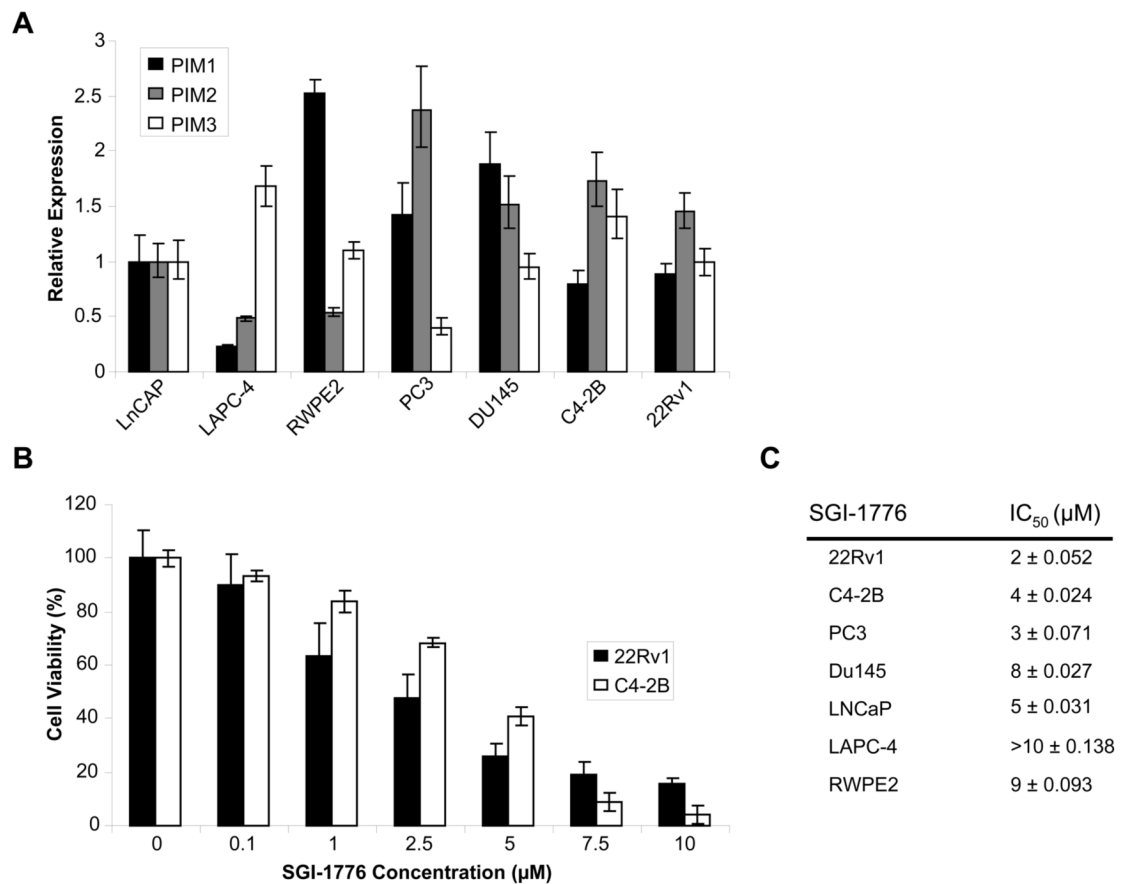 A
Relative Expression
3
2.5
2
1.5
1
0.5
0
PIM1
PIM2
PIM3
LnCAP
LAPC-4
RWPE2
PC3
DU145
C4-2B
22Rv1
B
Cell Viability (%)
120
100
80
60
40
20
0
22Rv1
C4-2B
0 0.1 1 2.5 5 7.5 10
SGI-1776 Concentration (µM)
C
SGI-1776 IC50 (µM)
22Rv1 2 ± 0.052
C4-2B 4 ± 0.024
PC3 3 ± 0.071
Du145 8 ± 0.027
LNCaP 5 ± 0.031
LAPC-4 >10 ± 0.138
RWPE2 9 ± 0.093